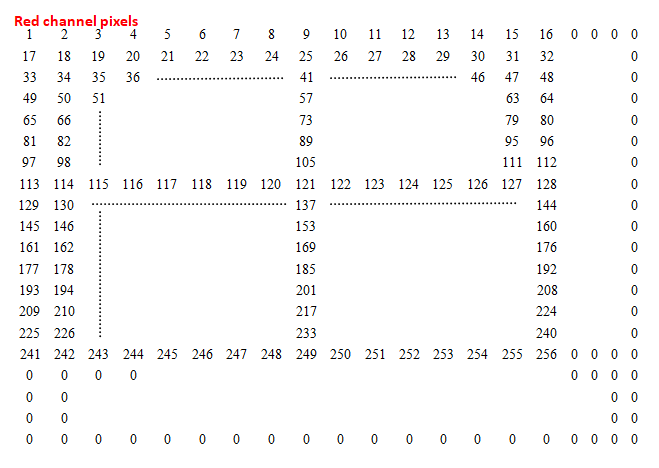 Red channel pixels
1 2 3 4 5 6 7 8 9 10 11 12 13 14 15 16 0 0 0 0
17 18 19 20 21 22 23 24 25 26 27 28 29 30 31 32 0
33 34 35 36 ........................ 41 ........................ 46 47 48 0
49 50 51 57 63 64 0
65 66 73 79 80 0
81 82 89 95 96 0
97 98 105 111 112 0
113 114 115 116 117 118 119 120 121 122 123 124 125 126 127 128 0
129 130 .................................... 137 .................................... 144 0
145 146 153 160 0
161 162 169 176 0
177 178 185 192 0
193 194 201 208 0
209 210 217 224 0
225 226 233 240 0
241 242 243 244 245 246 247 248 249 250 251 252 253 254 255 256 0 0 0 0
0 0 0 0 0 0 0 0
0 0 0 0
0 0 0 0
0 0 0 0 0 0 0 0 0 0 0 0 0 0 0 0 0 0 0 0